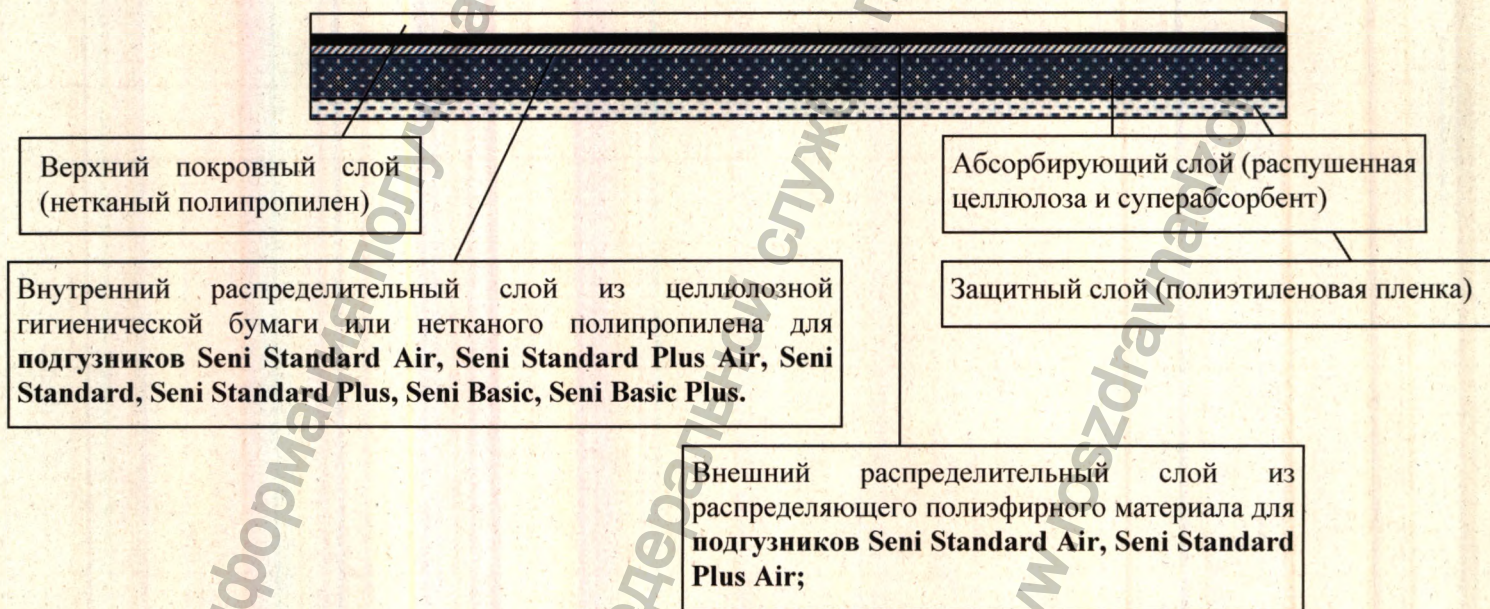 Верхний покровный слой
(нетканый полипропилен)
Абсорбирующий слой (распушенная
целлюлоза и суперабсорбент)
Внутренний распределительный слой из целлюлозной
гигиенической бумаги или нетканого полипропилена для
подгузников Seni Standard Air, Seni Standard Plus Air, Seni
Standard, Seni Standard Plus, Seni Basic, Seni Basic Plus.
Защитный слой (полиэтиленовая пленка)
Внешний распределительный слой из
распределяющего полиэфирного материала для
подгузников Seni Standard Air, Seni Standard
Plus Air;